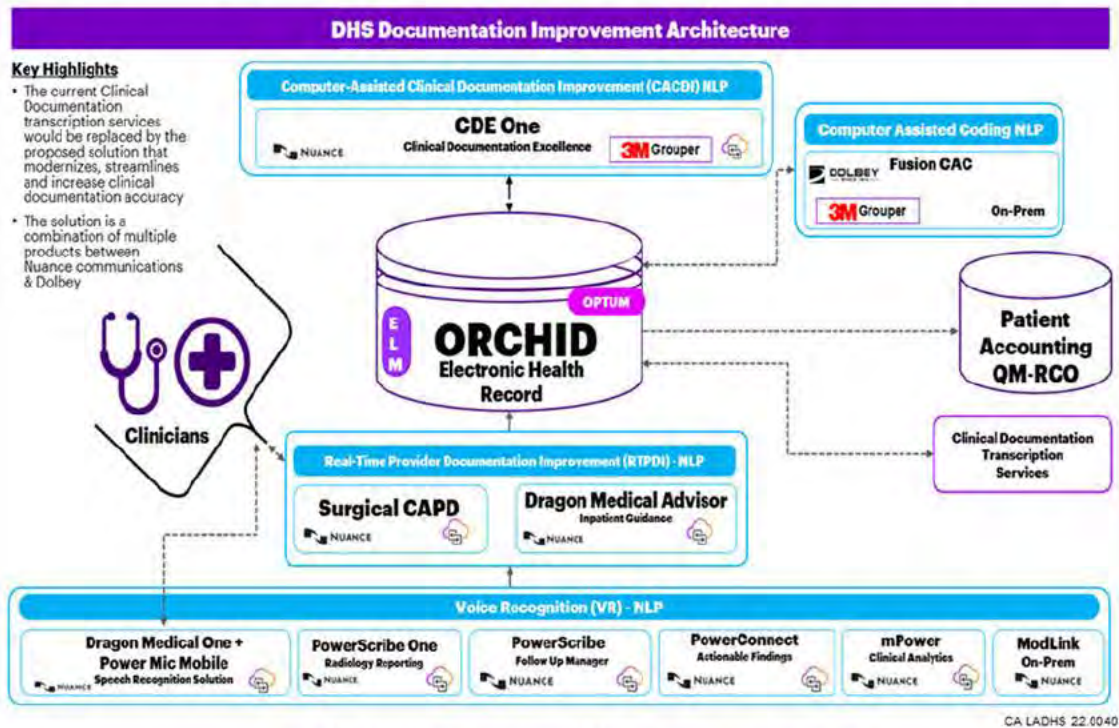 DHS Documentation Improvement Architecture
Key Highlights
• The current Clinical
Documentation
transcription services
would be replaced by the
proposed solution that
modernizes, streamlines
and increase clinical
documentation accuracy
• The solution is a
combination of multiple
products between
Nuance communications
& Dolbey
Computer-Assisted Clinical Documentation Improvement (CACDI) NLP
CDE One
Clinical Documentation Excellence
NUANCE
3M Grouper
Computer Assisted Coding NLP
DOLBEY
Fusion CAC
3M Grouper
On-Prem
OPTUM
ELM
ORCHID
Electronic Health
Record
Patient
Accounting
QM-RCO
Clinicians
Clinical Documentation
Transcription
Services
Real-Time Provider Documentation Improvement (RTPDI) - NLP
Surgical CAPD
NUANCE
Dragon Medical Advisor
Inpatient Guidance
NUANCE
Voice Recognition (VR) - NLP
Dragon Medical One +
Power Mic Mobile
Speech Recognition Solution
NUANCE
PowerScribe One
Radiology Reporting
NUANCE
PowerScribe
Follow Up Manager
NUANCE
PowerConnect
Actionable Findings
NUANCE
mPower
Clinical Analytics
NUANCE
ModLink
On-Prem
NUANCE
CA LADHS 22.0040